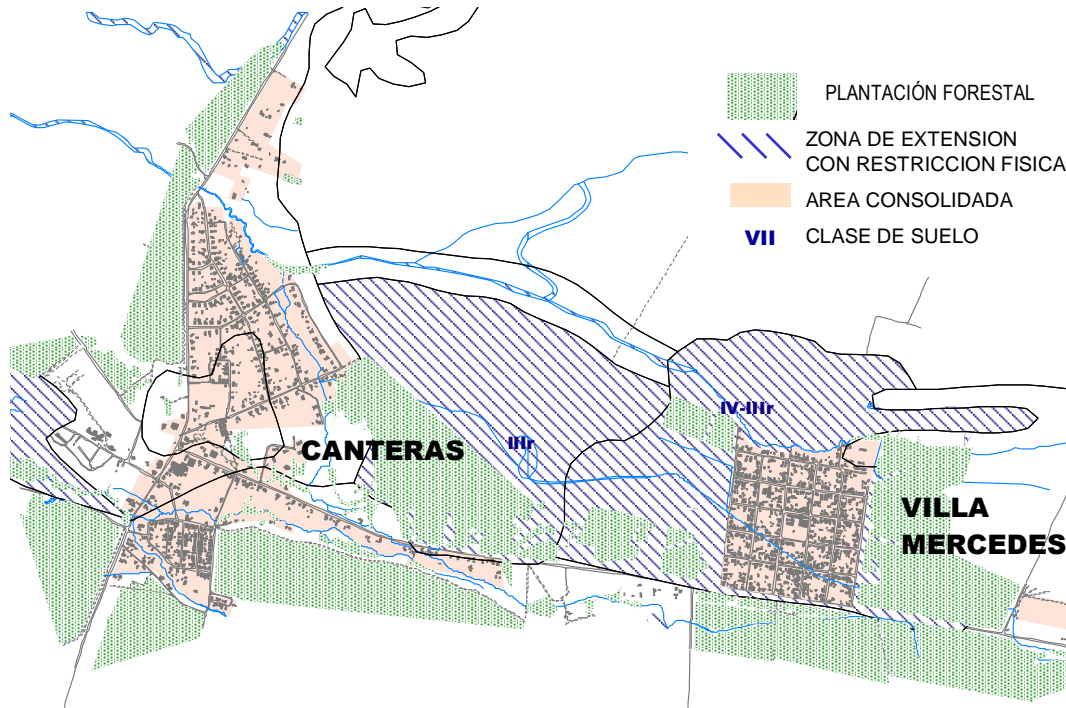 PLANTACIÓN FORESTAL
ZONA DE EXTENSION
CON RESTRICCION FISICA
AREA CONSOLIDADA
VII CLASE DE SUELO
IV-IIIr
IIIr
CANTERAS
VILLA
MERCEDES